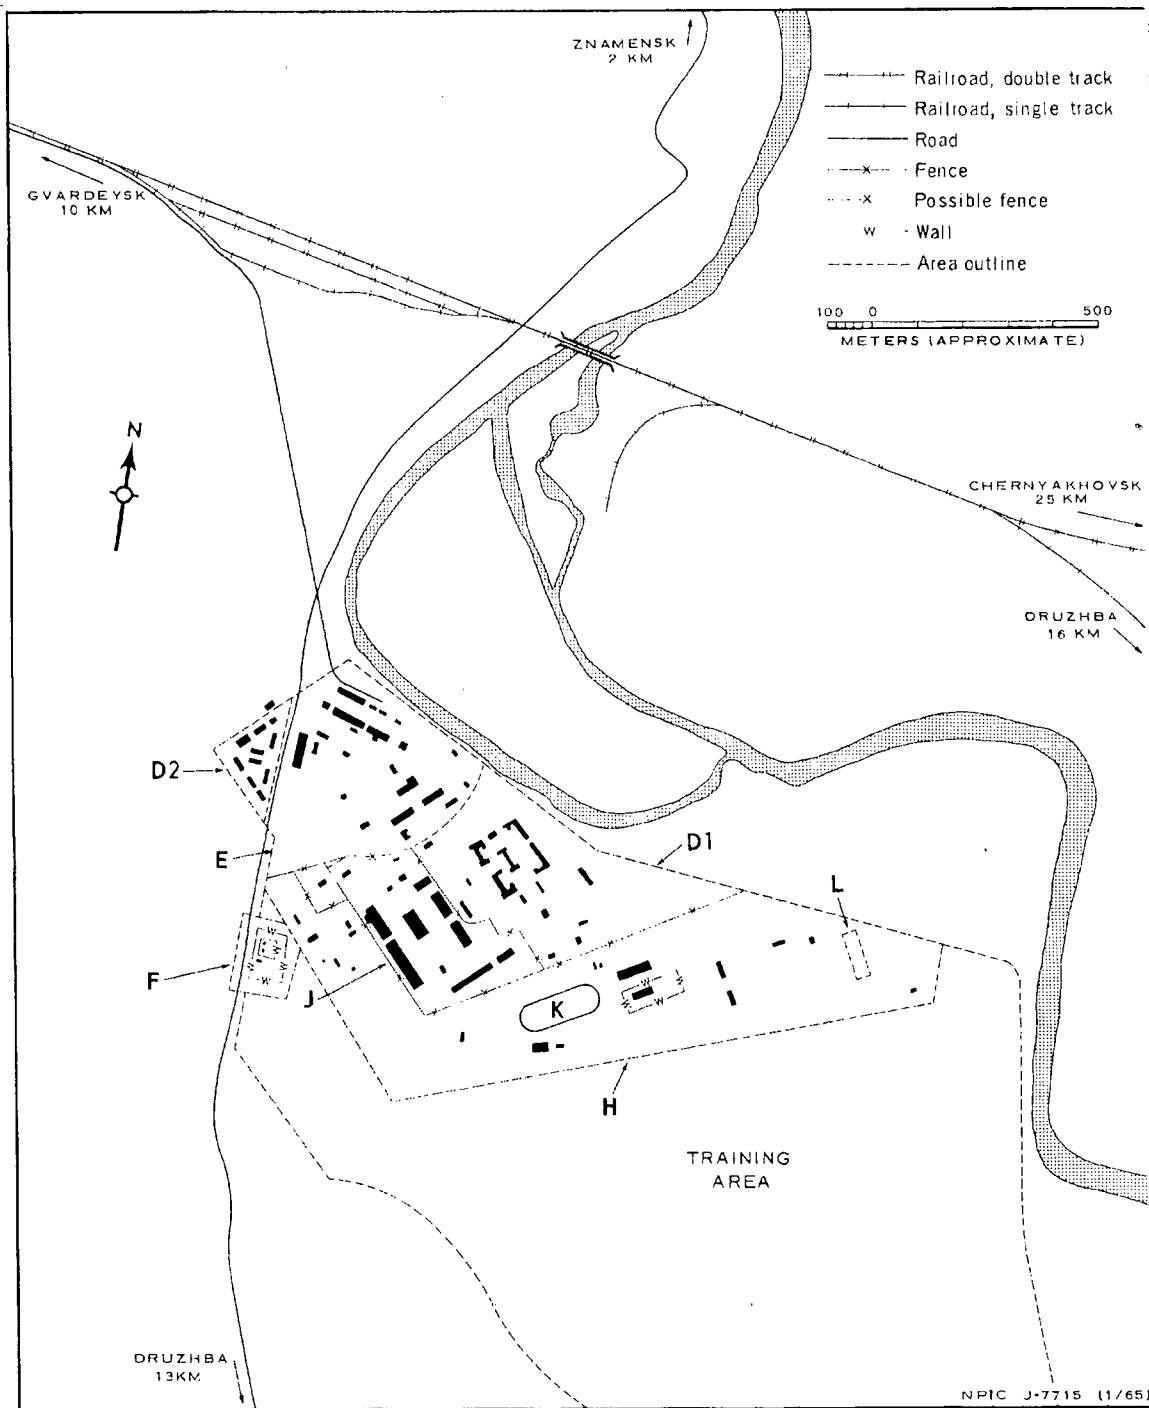 ZNAMENSK
2 KM
Railroad, double track
Railroad, single track
Road
Fence
Possible fence
W - Wall
Area outline
100 0 500
METERS (APPROXIMATE)
GVARDEYSK
10 KM
N
CHERNYAKHOVSK
25 KM
DRUZHBA
16 KM
D2
E
D1
L
F
J
K
H
W
W
W
W
W
W
W
W
W
TRAINING
AREA
DRUZHBA
13KM
NPIC J-7715 (1/65)